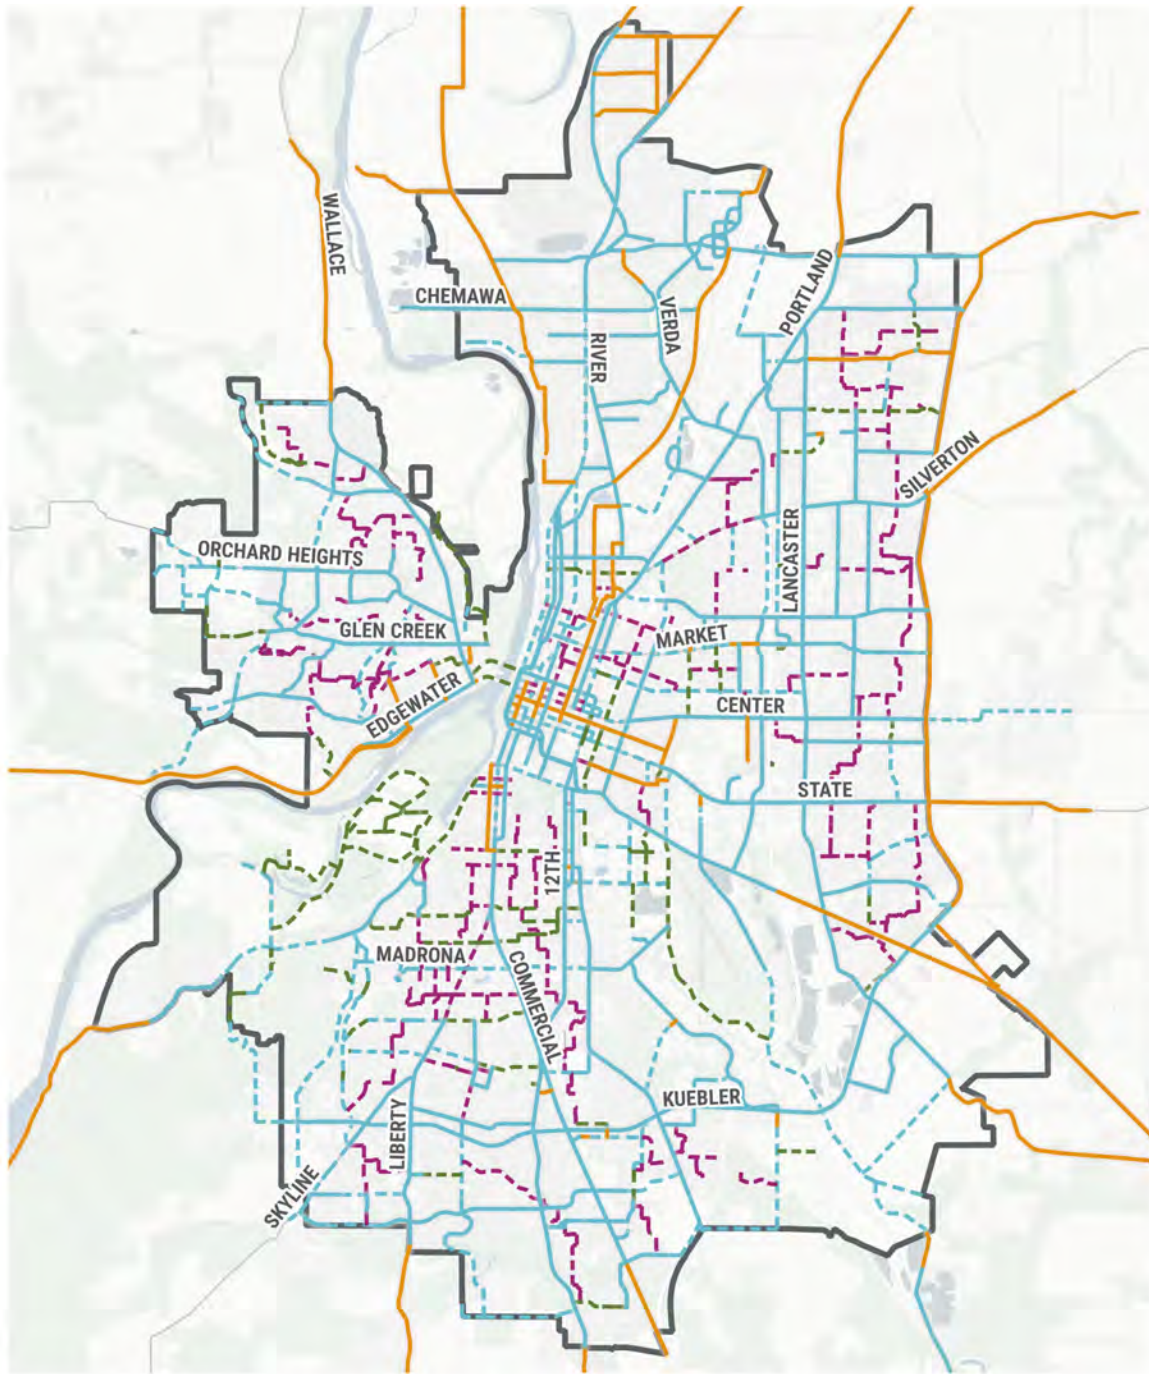 WALLACE
PORTLAND
CHEMAWA
VERDA
RIVER
SILVERTON
LANCASTER
ORCHARD HEIGHTS
GLEN CREEK
MARKET
EDGEWATER
CENTER
STATE
12TH
MADRONA
COMMERCIAL
KUEBLER
LIBERTY
SKYLINE